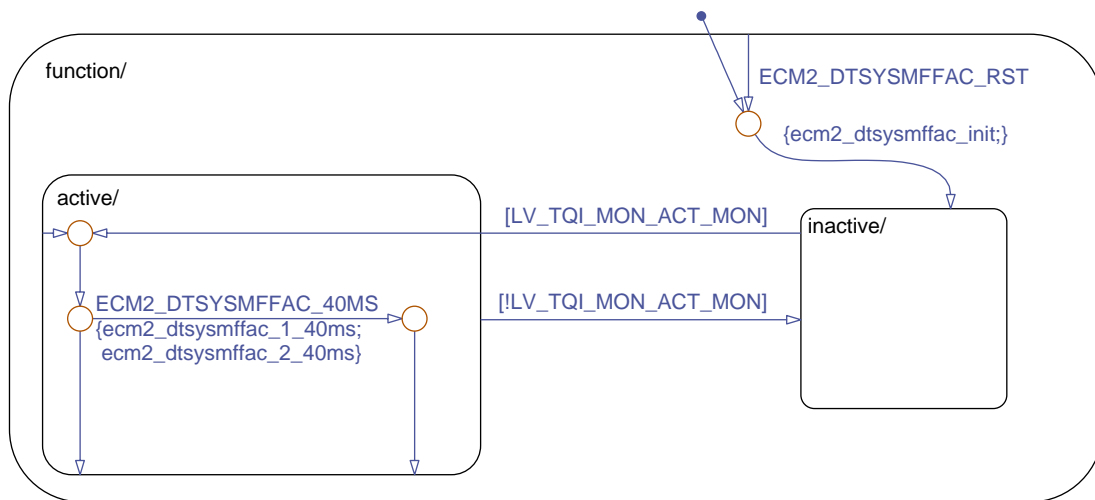 function/
ECM2_DTSYSMFFAC_RST
{ecm2_dtsysmffac_init;}
active/
[LV_TQI_MON_ACT_MON]
inactive/
ECM2_DTSYSMFFAC_40MS
{ecm2_dtsysmffac_1_40ms;
ecm2_dtsysmffac_2_40ms}
[!LV_TQI_MON_ACT_MON]